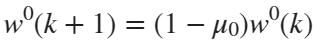 w⁰(k + 1) = (1 − μ₀)w⁰(k)